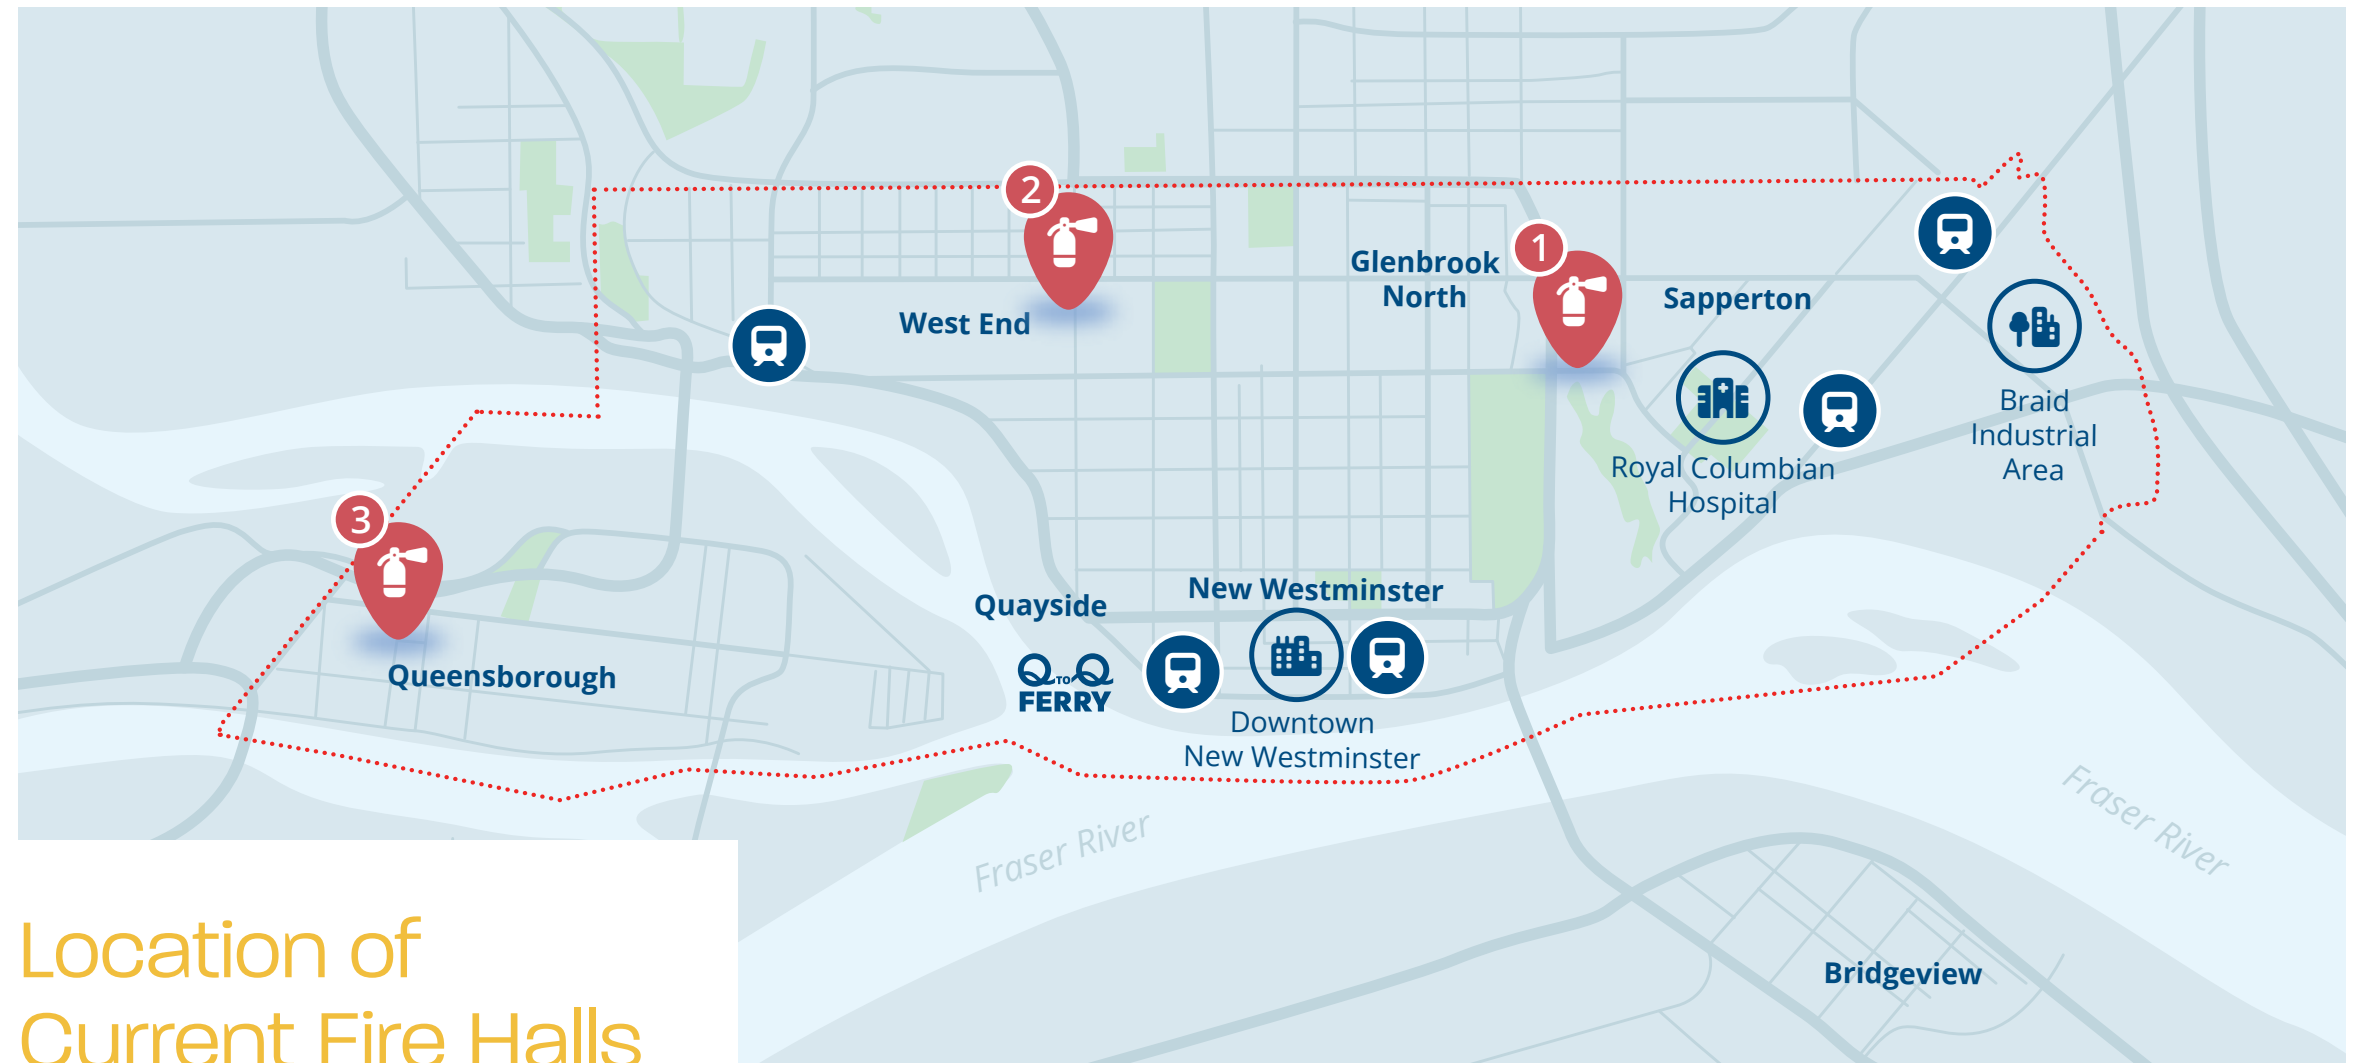 2
1
Glenbrook
North
Sapperton
West End
Braid
Industrial
Area
Royal Columbian
Hospital
3
New Westminster
Quayside
Q TO Q
FERRY
Queensborough
Downtown
New Westminster
Fraser River
Fraser River
Bridgeview
Location of
Current Fire Halls